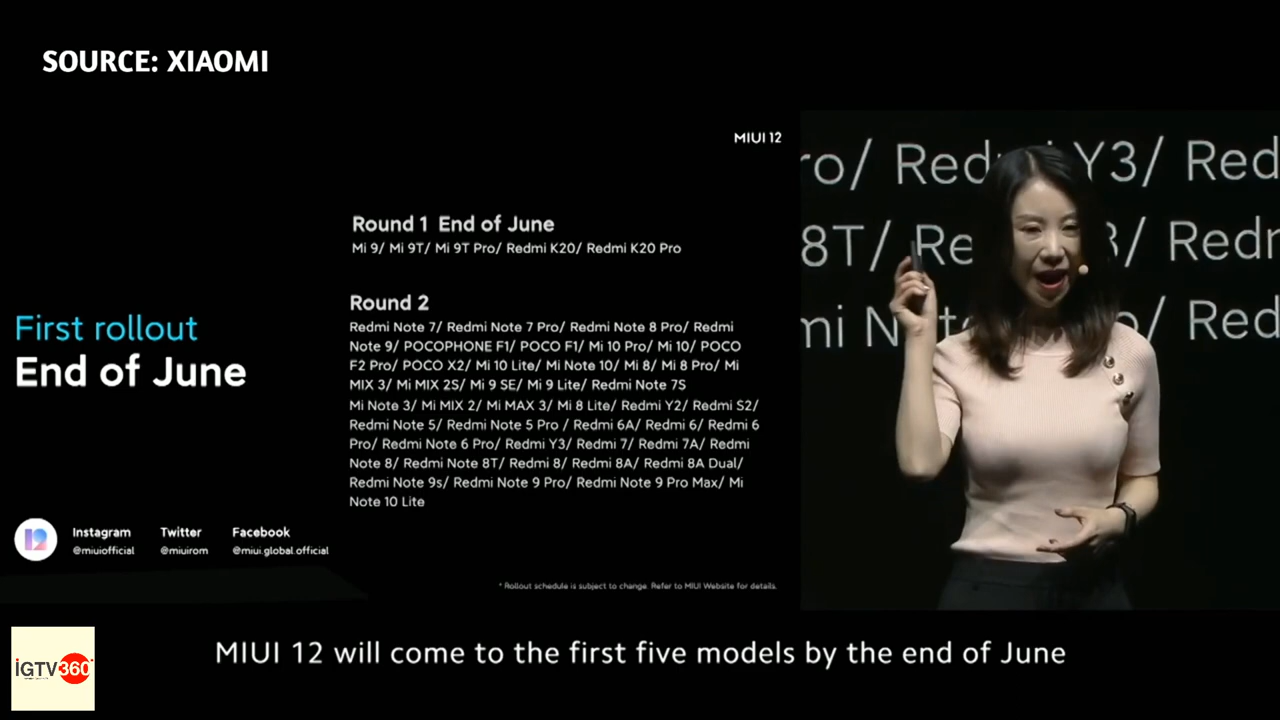 SOURCE: XIAOMI
MIUI 12
Round 1 End of June
Mi 9/ Mi 9T/ Mi 9T Pro/ Redmi K20/ Redmi K20 Pro
Round 2
Redmi Note 7/ Redmi Note 7 Pro/ Redmi Note 8 Pro/ Redmi
Note 9/ POCOPHONE F1/ POCO F1/ Mi 10 Pro/ Mi 10/ POCO
F2 Pro/ POCO X2/ Mi 10 Lite/ Mi Note 10/ Mi 8/ Mi 8 Pro/ Mi
MIX 3/ Mi MIX 2S/ Mi 9 SE/ Mi 9 Lite/ Redmi Note 7S
Mi Note 3/ Mi MIX 2/ Mi MAX 3/ Mi 8 Lite/ Redmi Y2/ Redmi S2/
Redmi Note 5/ Redmi Note 5 Pro / Redmi 6A/ Redmi 6/ Redmi 6
Pro/ Redmi Note 6 Pro/ Redmi Y3/ Redmi 7/ Redmi 7A/ Redmi
Note 8/ Redmi Note 8T/ Redmi 8/ Redmi 8A/ Redmi 8A Dual/
Redmi Note 9s/ Redmi Note 9 Pro/ Redmi Note 9 Pro Max/ Mi
Note 10 Lite
First rollout
End of June
Instagram Twitter Facebook
@miuiofficial @miuirom @miui.global.official
* Rollout schedule is subject to change. Refer to MIUI Website for details.
ro/ Redmi Y3/ Red
8T/ Re 8/ Redr
mi Note o/ Red
iGTV360
MIUI 12 will come to the first five models by the end of June